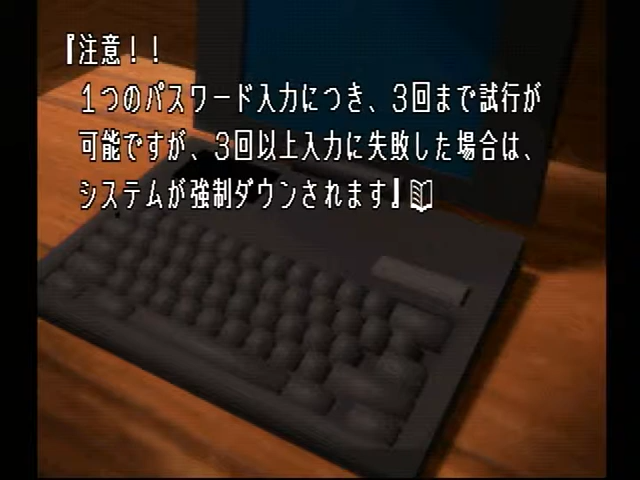 『注意！！
１つのパスワード入力につき、３回まで試行が
可能ですが、３回以上入力に失敗した場合は、
システムが強制ダウンされます』